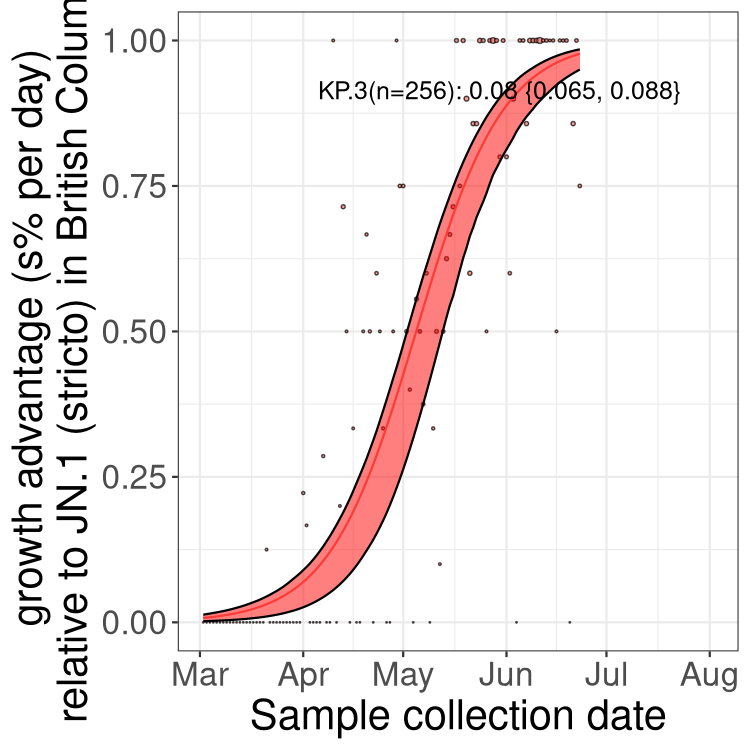 growth advantage (s% per day)
relative to JN.1 (stricto) in British Colum
1.00
0.75
0.50
0.25
0.00
KP.3(n=256): 0.08 {0.065, 0.088}
Mar Apr May Jun Jul Aug
Sample collection date